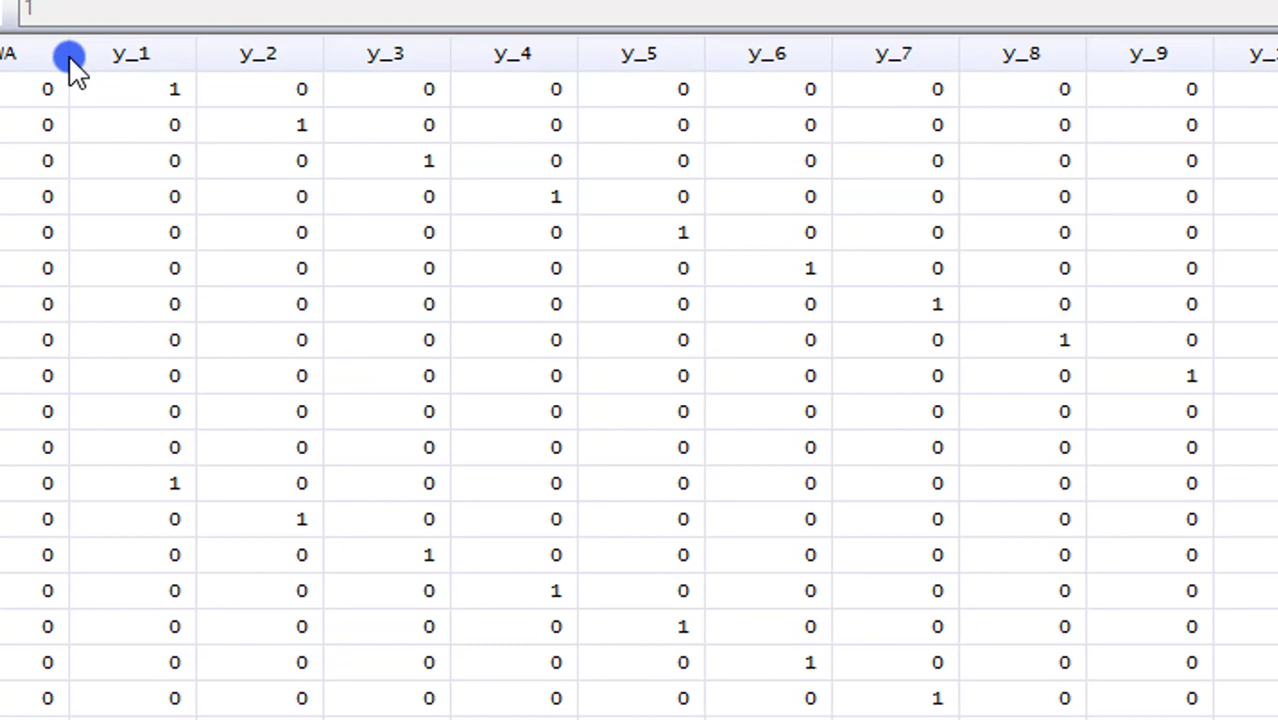 1
WA y_1 y_2 y_3 y_4 y_5 y_6 y_7 y_8 y_9
0 1 0 0 0 0 0 0 0 0
0 0 1 0 0 0 0 0 0 0
0 0 0 1 0 0 0 0 0 0
0 0 0 0 1 0 0 0 0 0
0 0 0 0 0 1 0 0 0 0
0 0 0 0 0 0 1 0 0 0
0 0 0 0 0 0 0 1 0 0
0 0 0 0 0 0 0 0 1 0
0 0 0 0 0 0 0 0 0 1
0 0 0 0 0 0 0 0 0 0
0 0 0 0 0 0 0 0 0 0
0 1 0 0 0 0 0 0 0 0
0 0 1 0 0 0 0 0 0 0
0 0 0 1 0 0 0 0 0 0
0 0 0 0 1 0 0 0 0 0
0 0 0 0 0 1 0 0 0 0
0 0 0 0 0 0 1 0 0 0
0 0 0 0 0 0 0 1 0 0